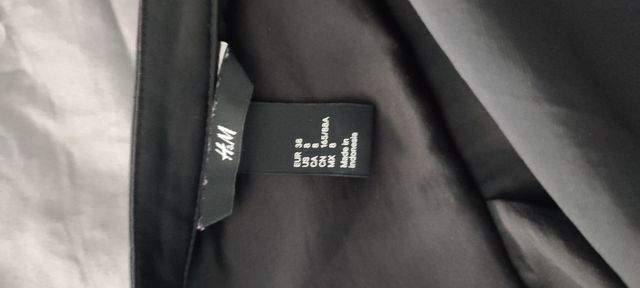 H&M
EUR 38
US 8
CA 8
CN 165/88A
MX 8
Made in
Indonesia